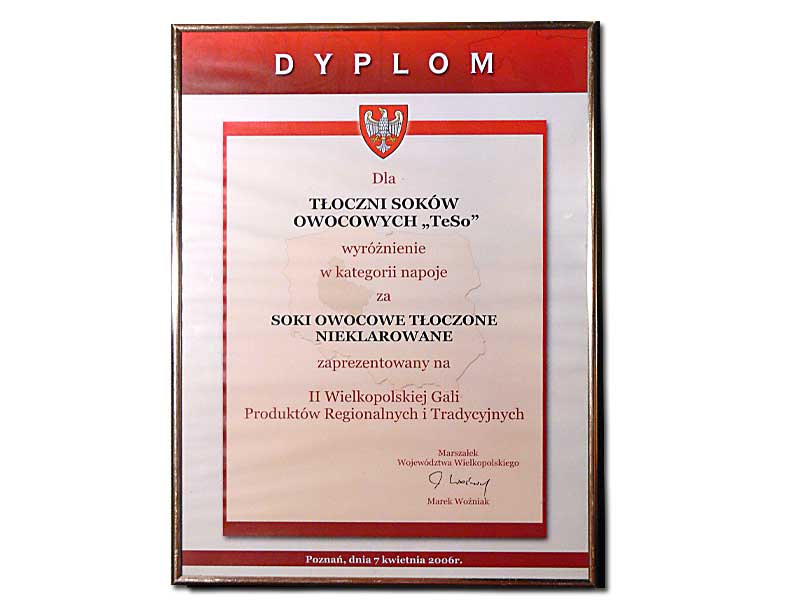 DYPLOM
Dla
TŁOCZNI SOKÓW
OWOCOWYCH „TeSo”
wyróżnienie
w kategorii napoje
za
SOKI OWOCOWE TŁOCZONE
NIEKLAROWANE
zaprezentowany na
II Wielkopolskiej Gali
Produktów Regionalnych i Tradycyjnych
Marszałek
Województwa Wielkopolskiego
Marek Woźniak
Poznań, dnia 7 kwietnia 2006r.